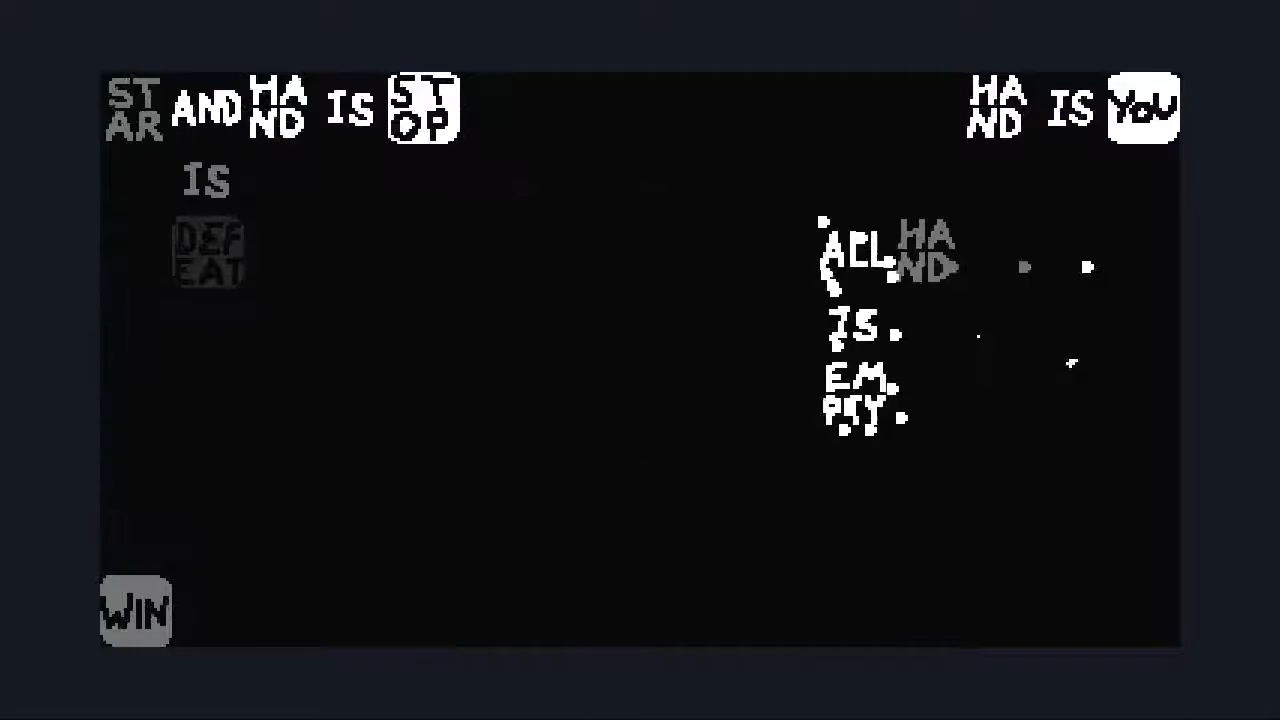 STAR AND HAND IS STOP HAND IS YOU
IS
DEFEAT ALL HAND
IS
EMPTY
WIN